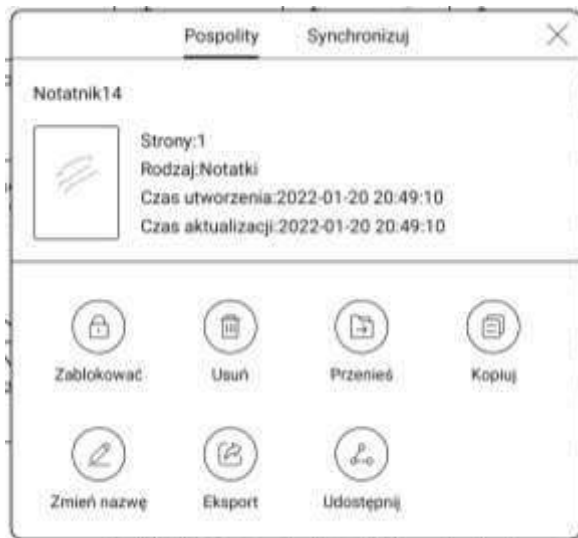 Pospolity Synchronizuj
Notatnik14
Strony:1
Rodzaj:Notatki
Czas utworzenia:2022-01-20 20:49:10
Czas aktualizacji:2022-01-20 20:49:10
Zablokować Usuń Przenieś Kopiuj
Zmień nazwę Eksport Udostępnij